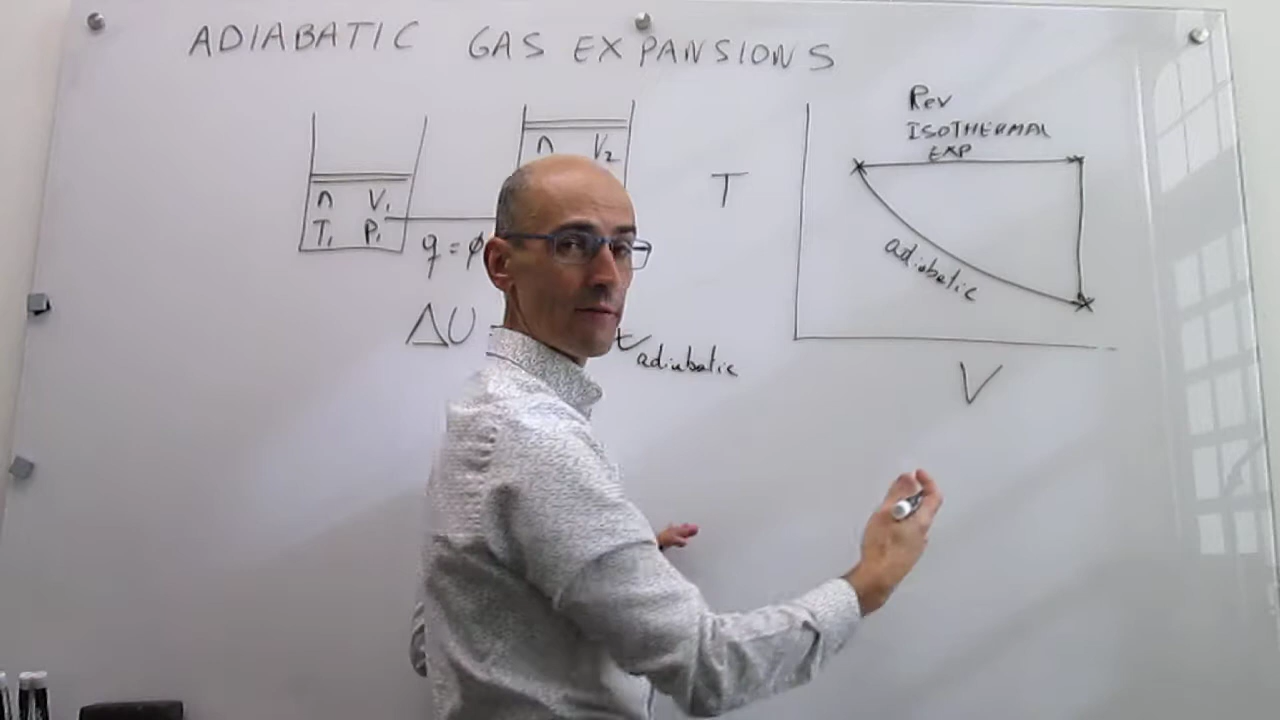 ADIABATIC GAS EXPANSIONS
n V₂
n V₁
T₁ P₁
q = ϕ
ΔU
adiabatic
Rev
ISOTHERMAL
EXP
T
adiabatic
V